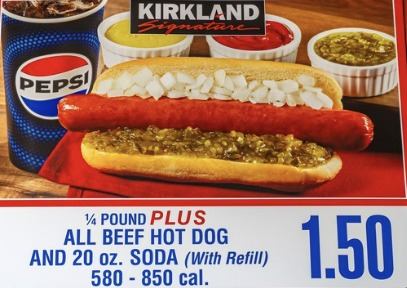 KIRKLAND
Signature
PEPSI
¼ POUND PLUS
ALL BEEF HOT DOG
AND 20 oz. SODA (With Refill)
580 - 850 cal.
1.50